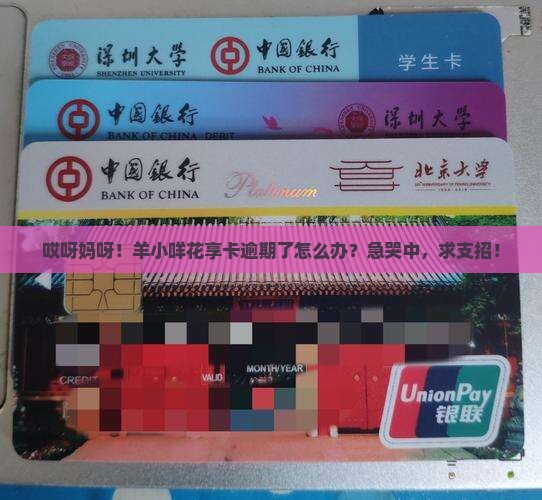 深圳大学
SHENZHEN UNIVERSITY
中国银行
BANK OF CHINA
学生卡
中国银行
BANK OF CHINA DEBIT
深圳大学
中国银行
BANK OF CHINA
Platinum
北京大学
哎呀妈呀！羊小咩花享卡逾期了怎么办？急哭中，求支招！
CREDIT
VALID
MONTH/YEAR
UnionPay
银联